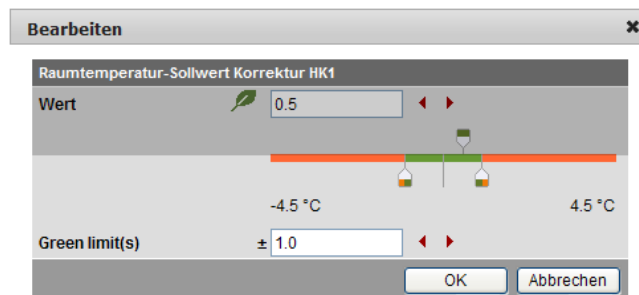 Bearbeiten
Raumtemperatur-Sollwert Korrektur HK1
Wert 0.5
-4.5 °C 4.5 °C
Green limit(s) ± 1.0
OK Abbrechen